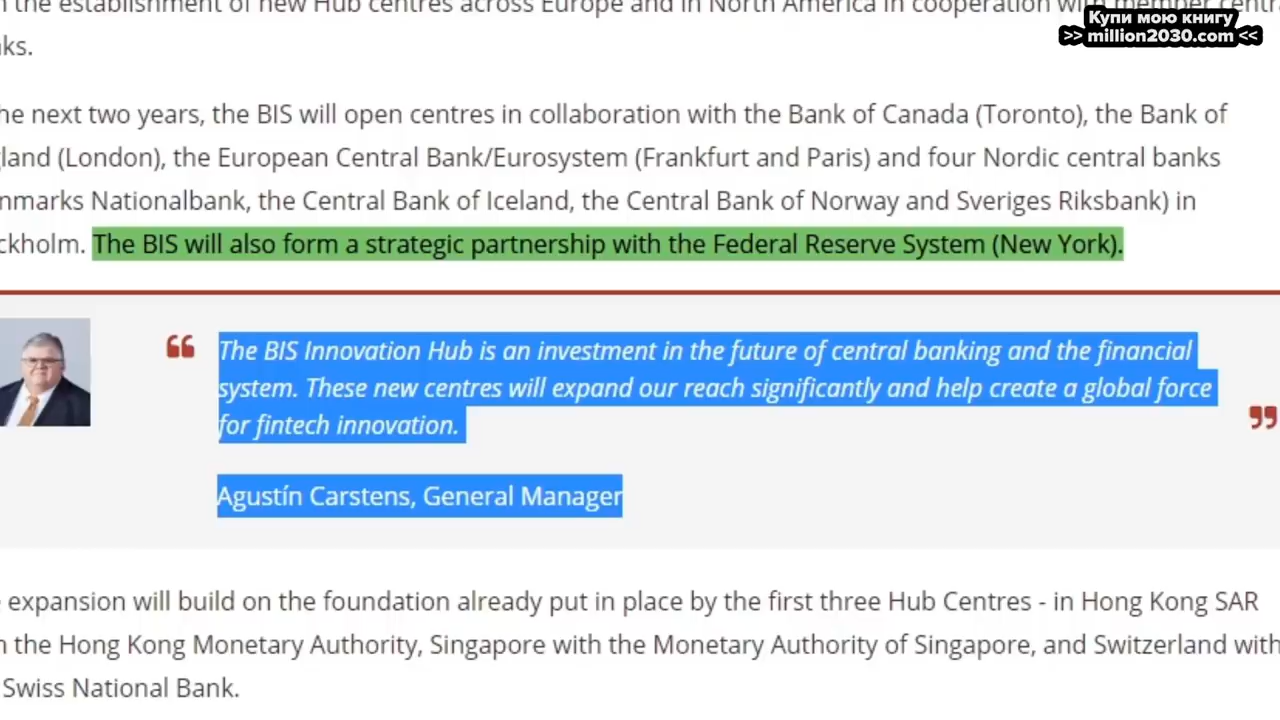 n the establishment of new Hub centres across Europe and in North America in cooperation with member centr
ks.
Купи мою книгу
>> million2030.com <<
he next two years, the BIS will open centres in collaboration with the Bank of Canada (Toronto), the Bank of
gland (London), the European Central Bank/Eurosystem (Frankfurt and Paris) and four Nordic central banks
nmarks Nationalbank, the Central Bank of Iceland, the Central Bank of Norway and Sveriges Riksbank) in
ckholm. The BIS will also form a strategic partnership with the Federal Reserve System (New York).
“ The BIS Innovation Hub is an investment in the future of central banking and the financial
system. These new centres will expand our reach significantly and help create a global force
for fintech innovation. ”
Agustín Carstens, General Manager
e expansion will build on the foundation already put in place by the first three Hub Centres - in Hong Kong SAR
h the Hong Kong Monetary Authority, Singapore with the Monetary Authority of Singapore, and Switzerland with
Swiss National Bank.